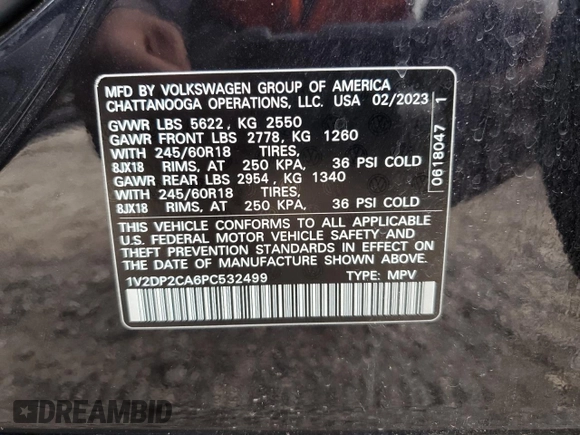 MFD BY VOLKSWAGEN GROUP OF AMERICA
CHATTANOOGA OPERATIONS, LLC. USA 02/2023
GVWR LBS 5622, KG 2550
GAWR FRONT LBS 2778, KG 1260
WITH 245/60R18 TIRES,
8JX18 RIMS, AT 250 KPA, 36 PSI COLD
GAWR REAR LBS 2954, KG 1340
WITH 245/60R18 TIRES,
8JX18 RIMS, AT 250 KPA, 36 PSI COLD
THIS VEHICLE CONFORMS TO ALL APPLICABLE
U.S. FEDERAL MOTOR VEHICLE SAFETY AND
THEFT PREVENTION STANDARDS IN EFFECT ON
THE DATE OF MANUFACTURE SHOWN ABOVE.
1V2DP2CA6PC532499 TYPE: MPV
0618047 1
DREAMBID